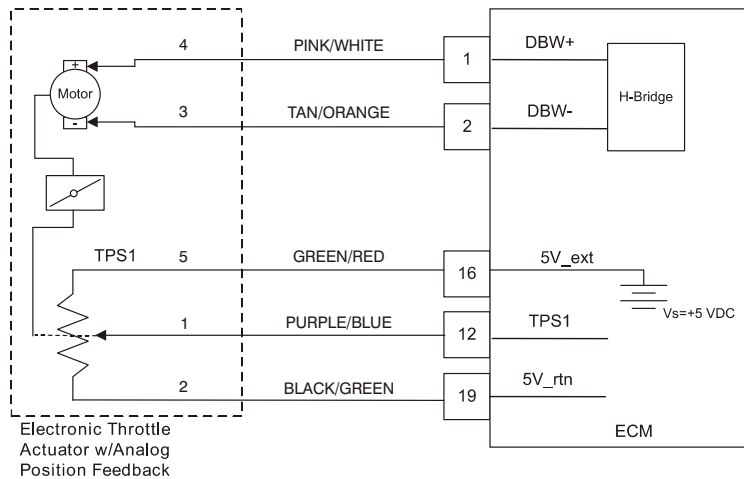 4 PINK/WHITE 1 DBW+
+
Motor
-
H-Bridge
3 TAN/ORANGE 2 DBW-
TPS1 5 GREEN/RED 16 5V_ext
Vs=+5 VDC
1 PURPLE/BLUE 12 TPS1
2 BLACK/GREEN 19 5V_rtn
ECM
Electronic Throttle
Actuator w/Analog
Position Feedback